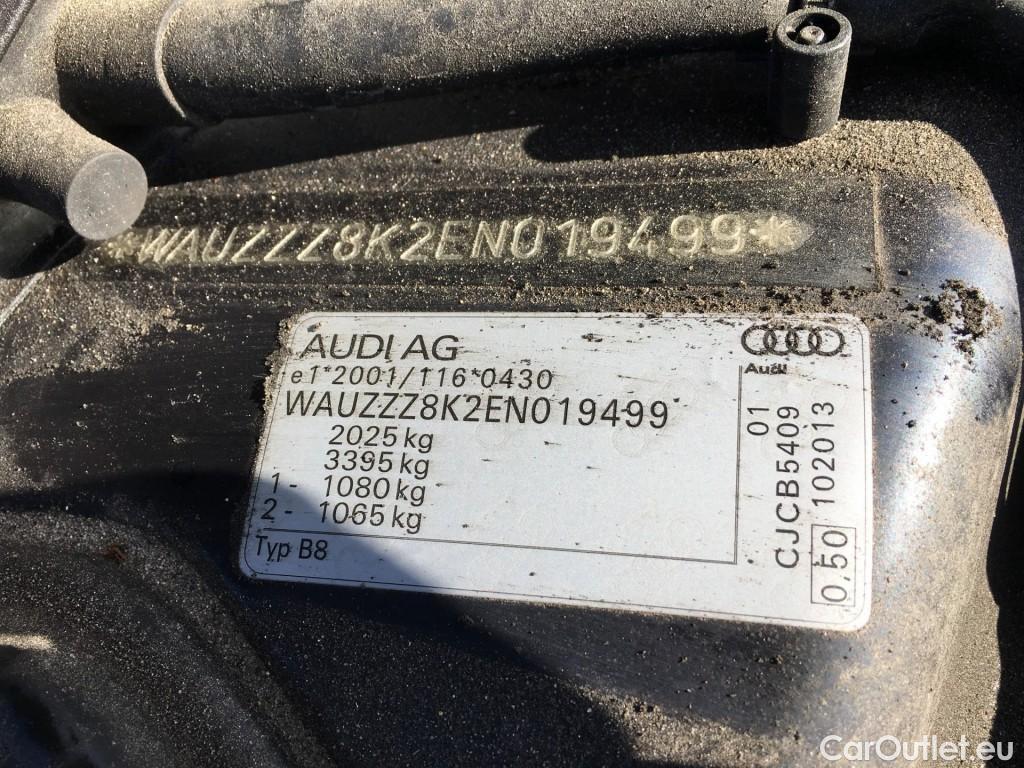 *WAUZZZ8K2EN019499*
AUDI AG
Audi
e1*2001/116*0430
WAUZZZ8K2EN019499
2025 kg
3395 kg
1- 1080 kg
2- 1065 kg
Typ B8
01
CJCB5409
0.50 102013
CarOutlet.eu